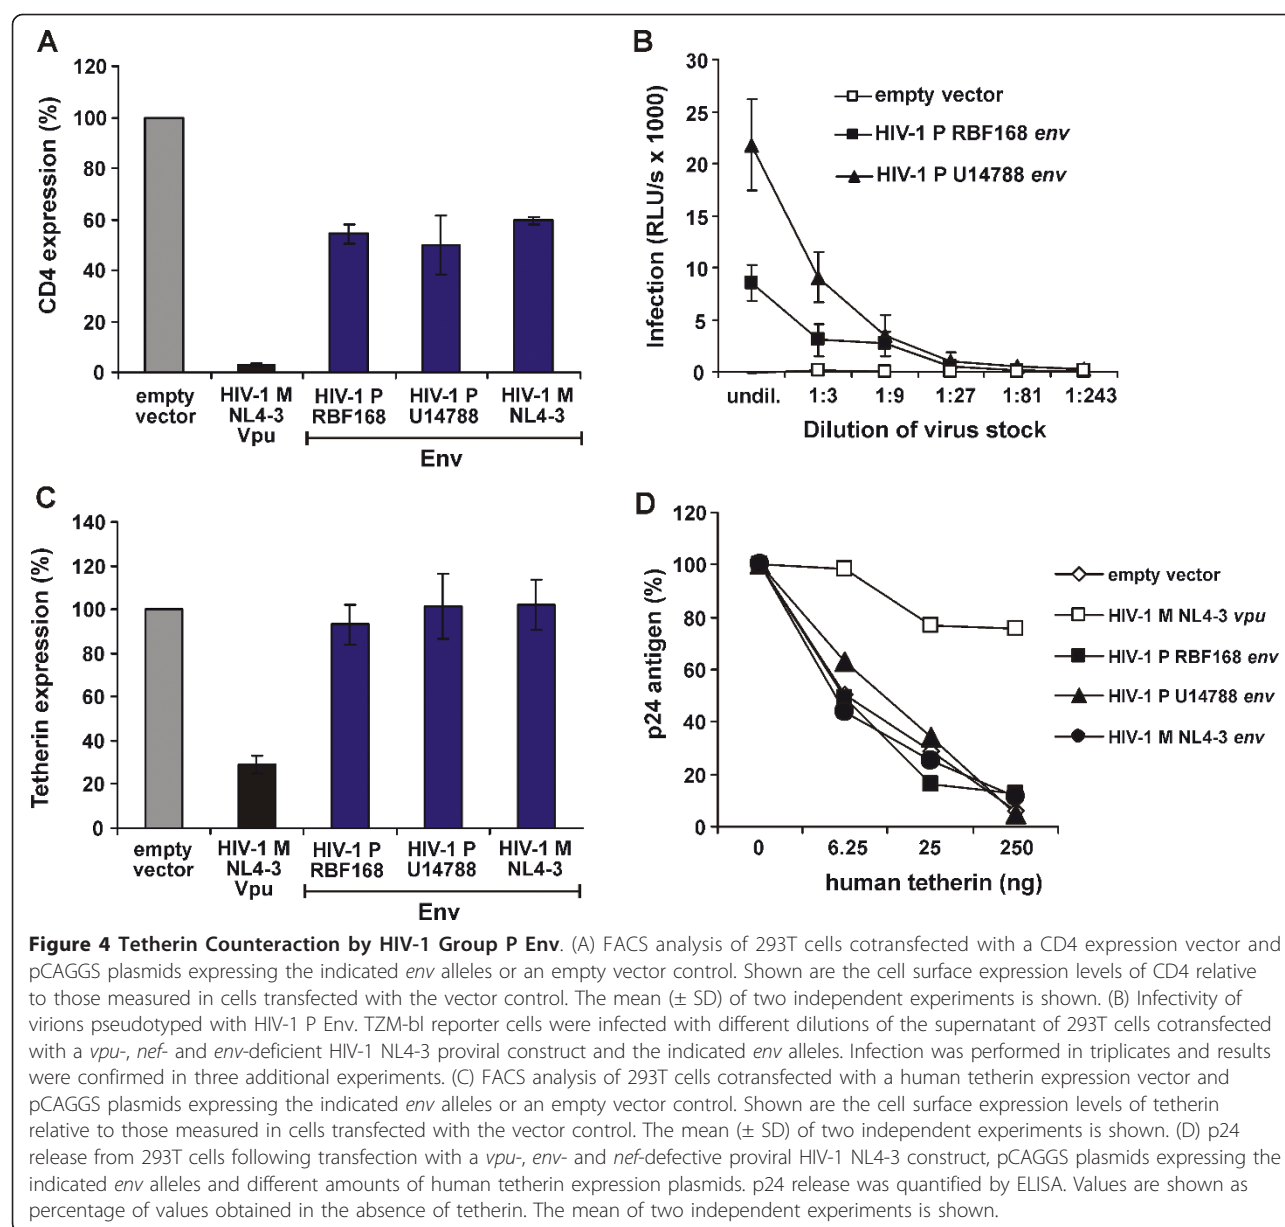 A
120
100
80
60
40
20
0
CD4 expression (%)
empty
vector
HIV-1 M
NL4-3
Vpu
HIV-1 P
RBF168
HIV-1 P
U14788
HIV-1 M
NL4-3
Env
B
30
25
20
15
10
5
0
Infection (RLU/s x 1000)
empty vector
HIV-1 P RBF168 env
HIV-1 P U14788 env
undil. 1:3 1:9 1:27 1:81 1:243
Dilution of virus stock
C
140
120
100
80
60
40
20
0
Tetherin expression (%)
empty
vector
HIV-1 M
NL4-3
Vpu
HIV-1 P
RBF168
HIV-1 P
U14788
HIV-1 M
NL4-3
Env
D
120
100
80
60
40
20
0
p24 antigen (%)
empty vector
HIV-1 M NL4-3 vpu
HIV-1 P RBF168 env
HIV-1 P U14788 env
HIV-1 M NL4-3 env
0 6.25 25 250
human tetherin (ng)
Figure 4 Tetherin Counteraction by HIV-1 Group P Env. (A) FACS analysis of 293T cells cotransfected with a CD4 expression vector and
pCAGGS plasmids expressing the indicated env alleles or an empty vector control. Shown are the cell surface expression levels of CD4 relative
to those measured in cells transfected with the vector control. The mean (± SD) of two independent experiments is shown. (B) Infectivity of
virions pseudotyped with HIV-1 P Env. TZM-bl reporter cells were infected with different dilutions of the supernatant of 293T cells cotransfected
with a vpu-, nef- and env-deficient HIV-1 NL4-3 proviral construct and the indicated env alleles. Infection was performed in triplicates and results
were confirmed in three additional experiments. (C) FACS analysis of 293T cells cotransfected with a human tetherin expression vector and
pCAGGS plasmids expressing the indicated env alleles or an empty vector control. Shown are the cell surface expression levels of tetherin
relative to those measured in cells transfected with the vector control. The mean (± SD) of two independent experiments is shown. (D) p24
release from 293T cells following transfection with a vpu-, env- and nef-defective proviral HIV-1 NL4-3 construct, pCAGGS plasmids expressing the
indicated env alleles and different amounts of human tetherin expression plasmids. p24 release was quantified by ELISA. Values are shown as
percentage of values obtained in the absence of tetherin. The mean of two independent experiments is shown.